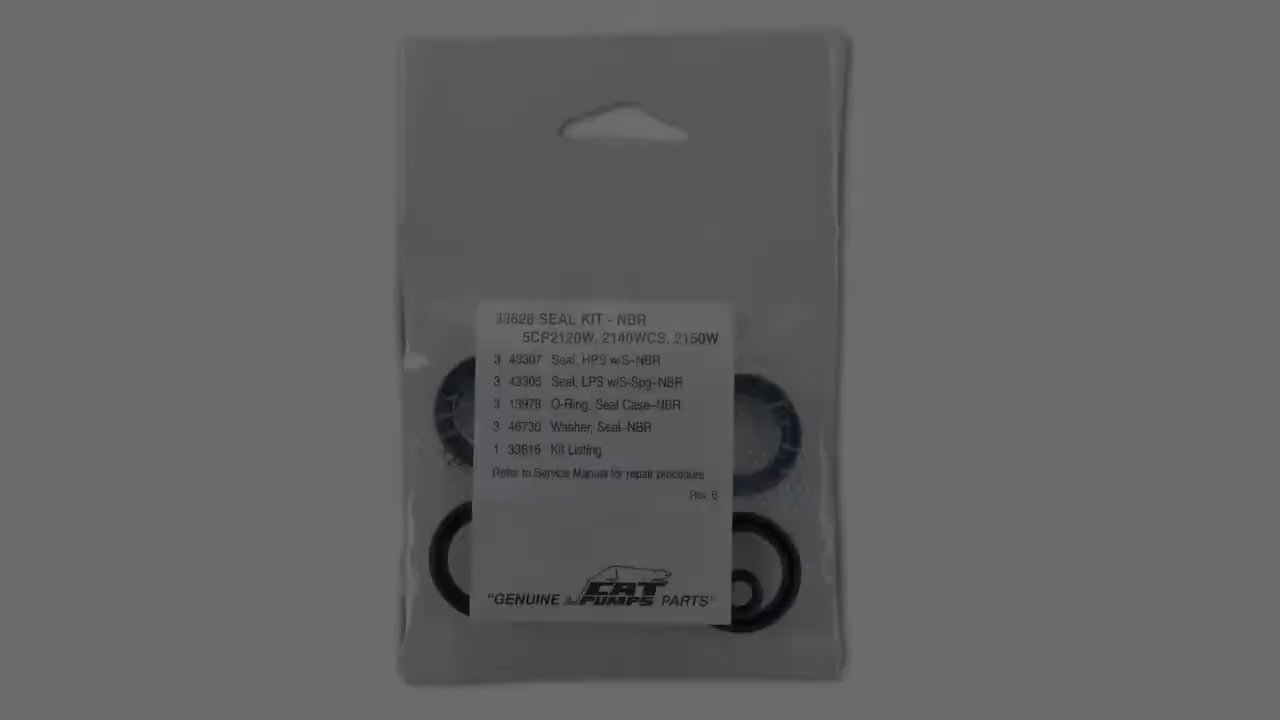 33628 SEAL KIT - NBR
5CP2120W, 2140WCS, 2150W
3 43307 Seal, HPS w/S-NBR
3 43305 Seal, LPS w/S-Spg-NBR
3 13978 O-Ring, Seal Case-NBR
3 46730 Washer, Seal-NBR
1 33616 Kit Listing
Refer to Service Manual for repair procedure
Rev. B
"GENUINE CAT PUMPS PARTS"